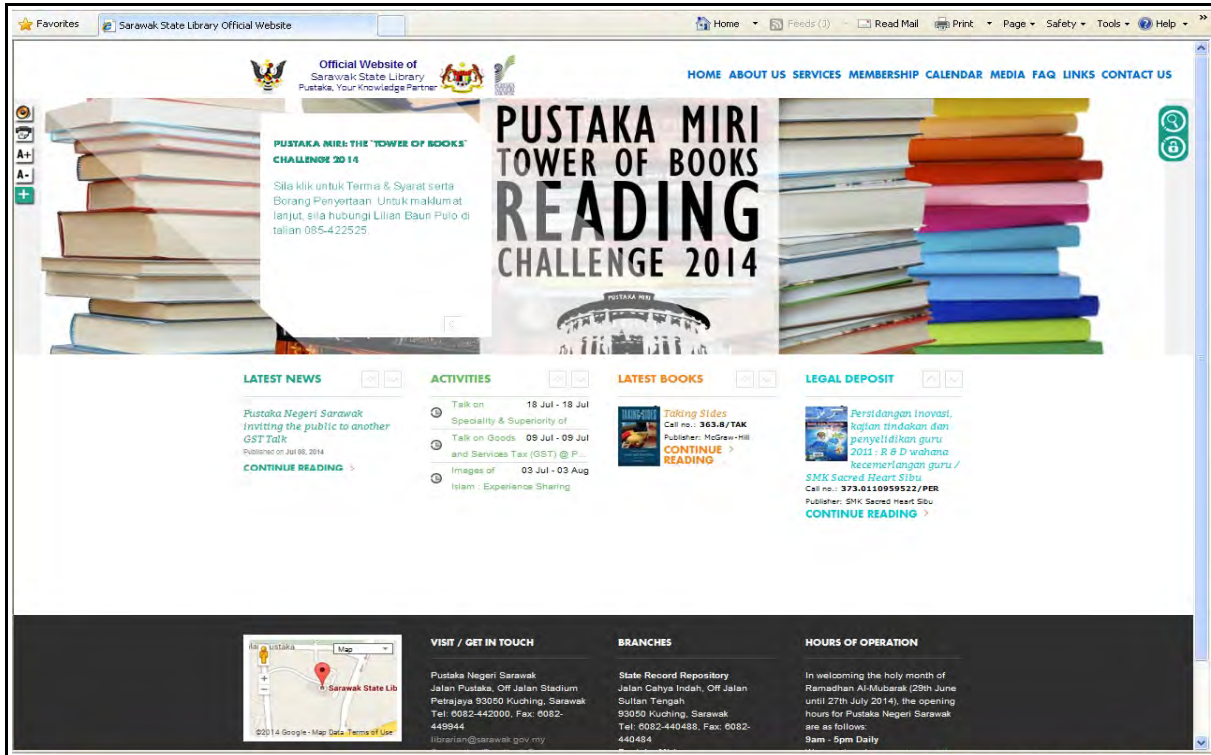 Favorites
Sarawak State Library Official Website
Home
Feeds (J)
Read Mail
Print
Page
Safety
Tools
Help
Official Website of
Sarawak State Library
Pustaka, Your Knowledge Partner
HOME ABOUT US SERVICES MEMBERSHIP CALENDAR MEDIA FAQ LINKS CONTACT US
A+
A-
PUSTAKA MIRI: THE 'TOWER OF BOOKS'
CHALLENGE 2014
Sila klik untuk Terma & Syarat serta
Borang Penyertaan. Untuk maklumat
lanjut, sila hubungi Lilian Baun Pulo di
talian 085-422525.
PUSTAKA MIRI
TOWER OF BOOKS
READING
CHALLENGE 2014
PUSTAKA MIRI
LATEST NEWS
Pustaka Negeri Sarawak
inviting the public to another
GST Talk
Published on Jul 08, 2014
CONTINUE READING >
ACTIVITIES
Talk on 18 Jul - 18 Jul
Speciality & Superiority of
Talk on Goods 09 Jul - 09 Jul
and Services Tax (GST) @ P...
Images of 03 Jul - 03 Aug
Islam : Experience Sharing
LATEST BOOKS
TAKING SIDES
Taking Sides
Call no.: 363.8/TAK
Publisher: McGraw-Hill
CONTINUE >
READING
LEGAL DEPOSIT
Persidangan inovasi,
kajian tindakan dan
penyelidikan guru
2011 : R & D wahana
kecemerlangan guru /
SMK Sacred Heart Sibu
Call no.: 373.0110959522/PER
Publisher: SMK Sacred Heart Sibu
CONTINUE READING >
Map
Sarawak State Lib
©2014 Google - Map Data Terms of Use
VISIT / GET IN TOUCH
Pustaka Negeri Sarawak
Jalan Pustaka, Off Jalan Stadium
Petrajaya 93050 Kuching, Sarawak
Tel: 6082-442000, Fax: 6082-
449944
librarian@sarawak.gov.my
BRANCHES
State Record Repository
Jalan Cahya Indah, Off Jalan
Sultan Tengah
93050 Kuching, Sarawak
Tel: 6082-440488, Fax: 6082-
440484
HOURS OF OPERATION
In welcoming the holy month of
Ramadhan Al-Mubarak (29th June
until 27th July 2014), the opening
hours for Pustaka Negeri Sarawak
are as follows:
9am - 5pm Daily